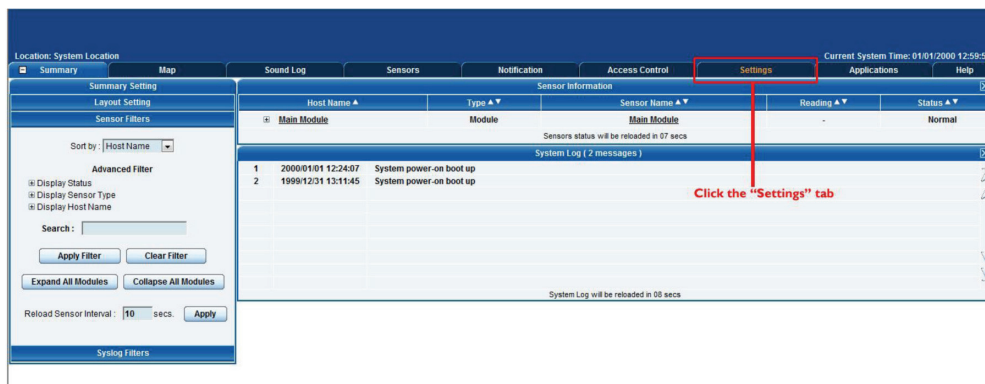 Location: System Location
Current System Time: 01/01/2000 12:59:5
Summary Map Sound Log Sensors Notification Access Control Settings Applications Help
Summary Setting
Layout Setting
Sensor Filters
Sort by : Host Name
Advanced Filter
Display Status
Display Sensor Type
Display Host Name
Search :
Apply Filter Clear Filter
Expand All Modules Collapse All Modules
Reload Sensor Interval : 10 secs. Apply
Syslog Filters
Sensor Information
Host Name Type Sensor Name Reading Status
Main Module Module Main Module - Normal
Sensors status will be reloaded in 07 secs
System Log ( 2 messages )
1 2000/01/01 12:24:07 System power-on boot up
2 1999/12/31 13:11:45 System power-on boot up
Click the “Settings” tab
System Log will be reloaded in 08 secs